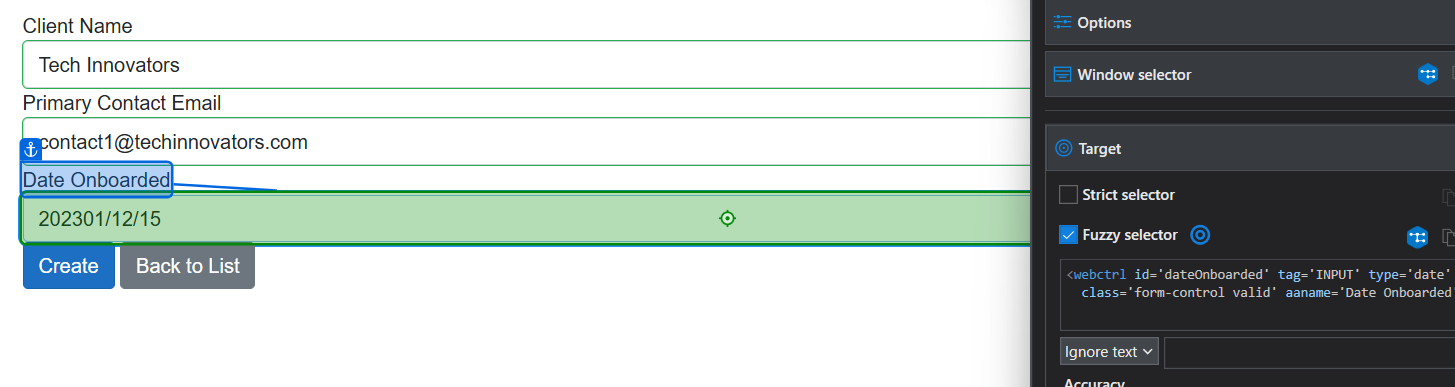 Client Name
Tech Innovators
Primary Contact Email
contact1@techinnovators.com
Date Onboarded
202301/12/15
Create
Back to List
Options
Window selector
Target
Strict selector
Fuzzy selector
<webctrl id='dateOnboarded' tag='INPUT' type='date'
class='form-control valid' aaname='Date Onboarded'
Ignore text
Accuracy